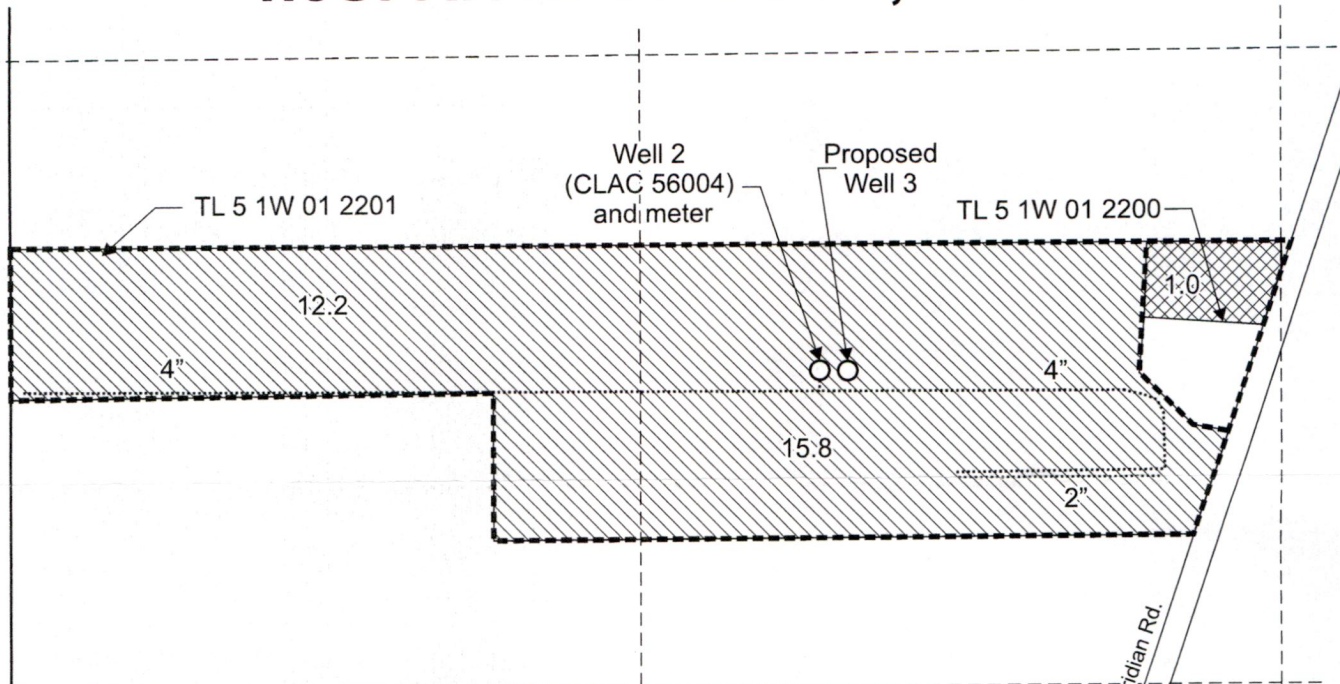 Well 2
(CLAC 56004)
and meter
Proposed
Well 3
TL 5 1W 01 2201
TL 5 1W 01 2200
1.0
12.2
4”
4”
15.8
2”
idian Rd.